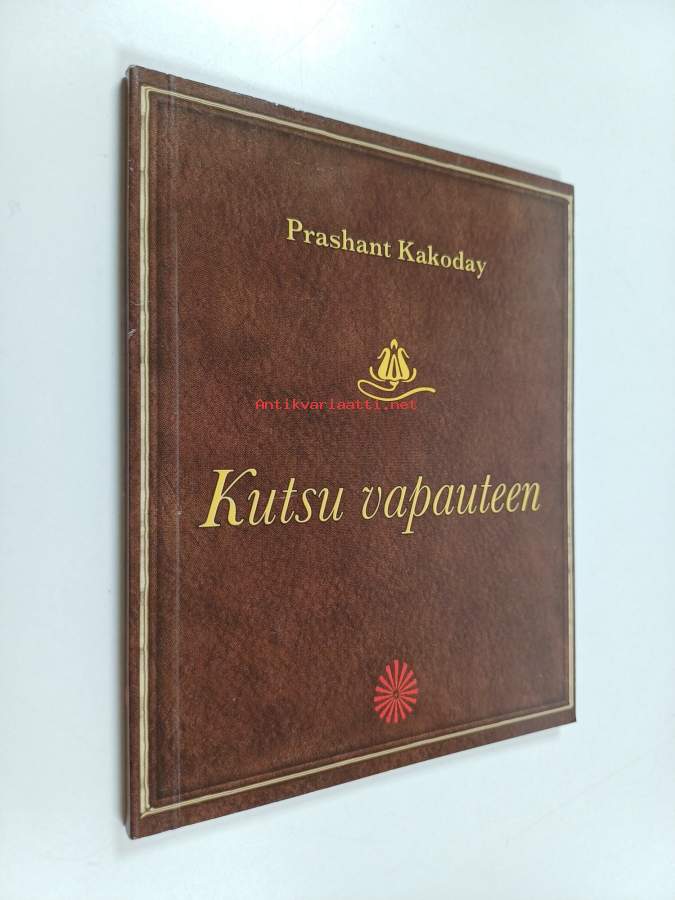 Prashant Kakoday
Antikvariaatti.net
Kutsu vapauteen